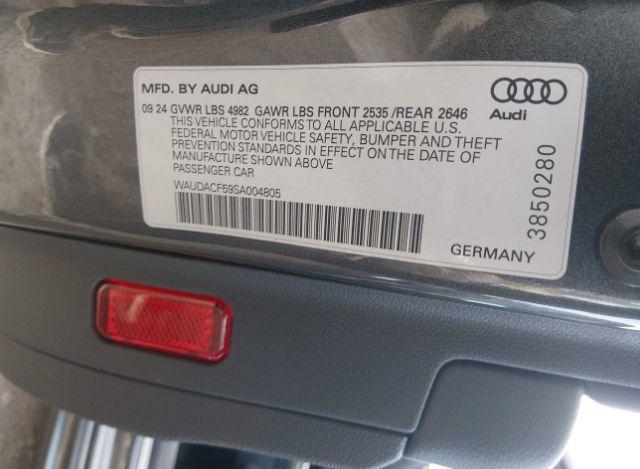 MFD. BY AUDI AG
09 24 GVWR LBS 4982 GAWR LBS FRONT 2535 /REAR 2646
THIS VEHICLE CONFORMS TO ALL APPLICABLE U.S.
FEDERAL MOTOR VEHICLE SAFETY, BUMPER AND THEFT
PREVENTION STANDARDS IN EFFECT ON THE DATE OF
MANUFACTURE SHOWN ABOVE
PASSENGER CAR
WAUDACF59SA004805
GERMANY
Audi
3850280